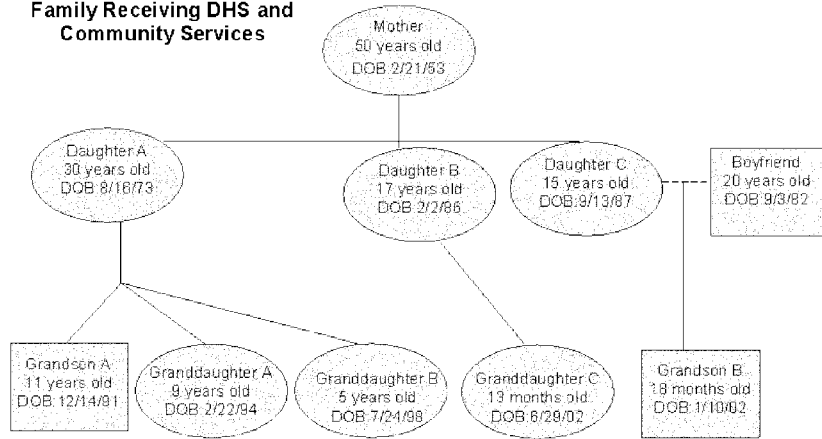 Family Receiving DHS and
Community Services
Mother
50 years old
DOB:2/21/53
Daughter A
30 years old
DOB:8/16/73
Daughter B
17 years old
DOB:2/2/86
Daughter C
15 years old
DOB:9/13/87
Boyfriend
20 years old
DOB:9/3/82
Grandson A
11 years old
DOB:12/14/91
Granddaughter A
9 years old
DOB:2/22/94
Granddaughter B
5 years old
DOB:7/24/98
Granddaughter C
13 months old
DOB:6/29/02
Grandson B
18 months old
DOB:1/10/02